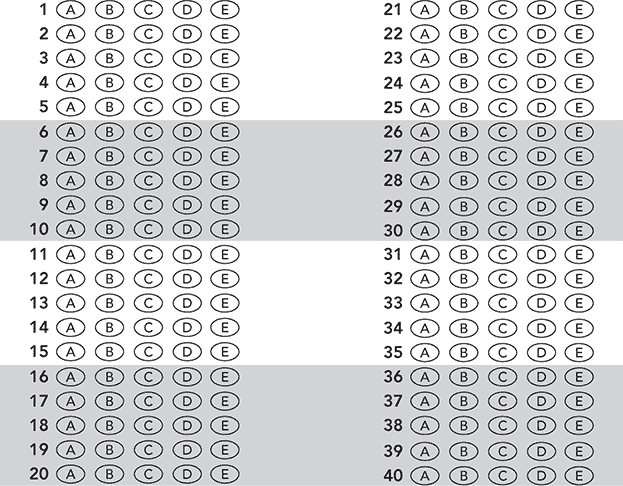 1 A B C D E 21 A B C D E
2 A B C D E 22 A B C D E
3 A B C D E 23 A B C D E
4 A B C D E 24 A B C D E
5 A B C D E 25 A B C D E
6 A B C D E 26 A B C D E
7 A B C D E 27 A B C D E
8 A B C D E 28 A B C D E
9 A B C D E 29 A B C D E
10 A B C D E 30 A B C D E
11 A B C D E 31 A B C D E
12 A B C D E 32 A B C D E
13 A B C D E 33 A B C D E
14 A B C D E 34 A B C D E
15 A B C D E 35 A B C D E
16 A B C D E 36 A B C D E
17 A B C D E 37 A B C D E
18 A B C D E 38 A B C D E
19 A B C D E 39 A B C D E
20 A B C D E 40 A B C D E